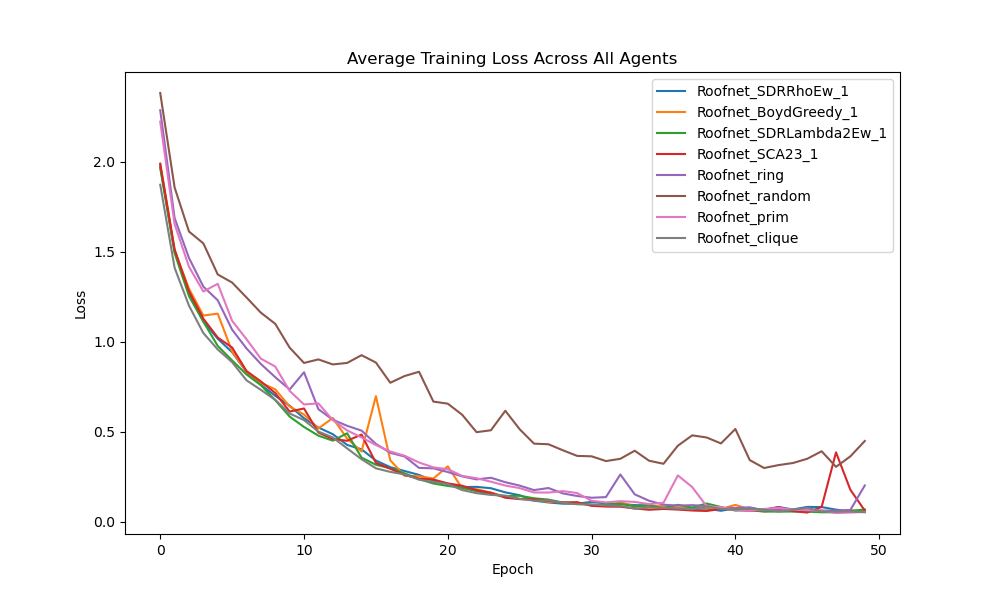 Average Training Loss Across All Agents
Roofnet_SDRRhoEw_1
Roofnet_BoydGreedy_1
Roofnet_SDRLambda2Ew_1
Roofnet_SCA23_1
Roofnet_ring
Roofnet_random
Roofnet_prim
Roofnet_clique
Loss
2.0
1.5
1.0
0.5
0.0
0 10 20 30 40 50
Epoch